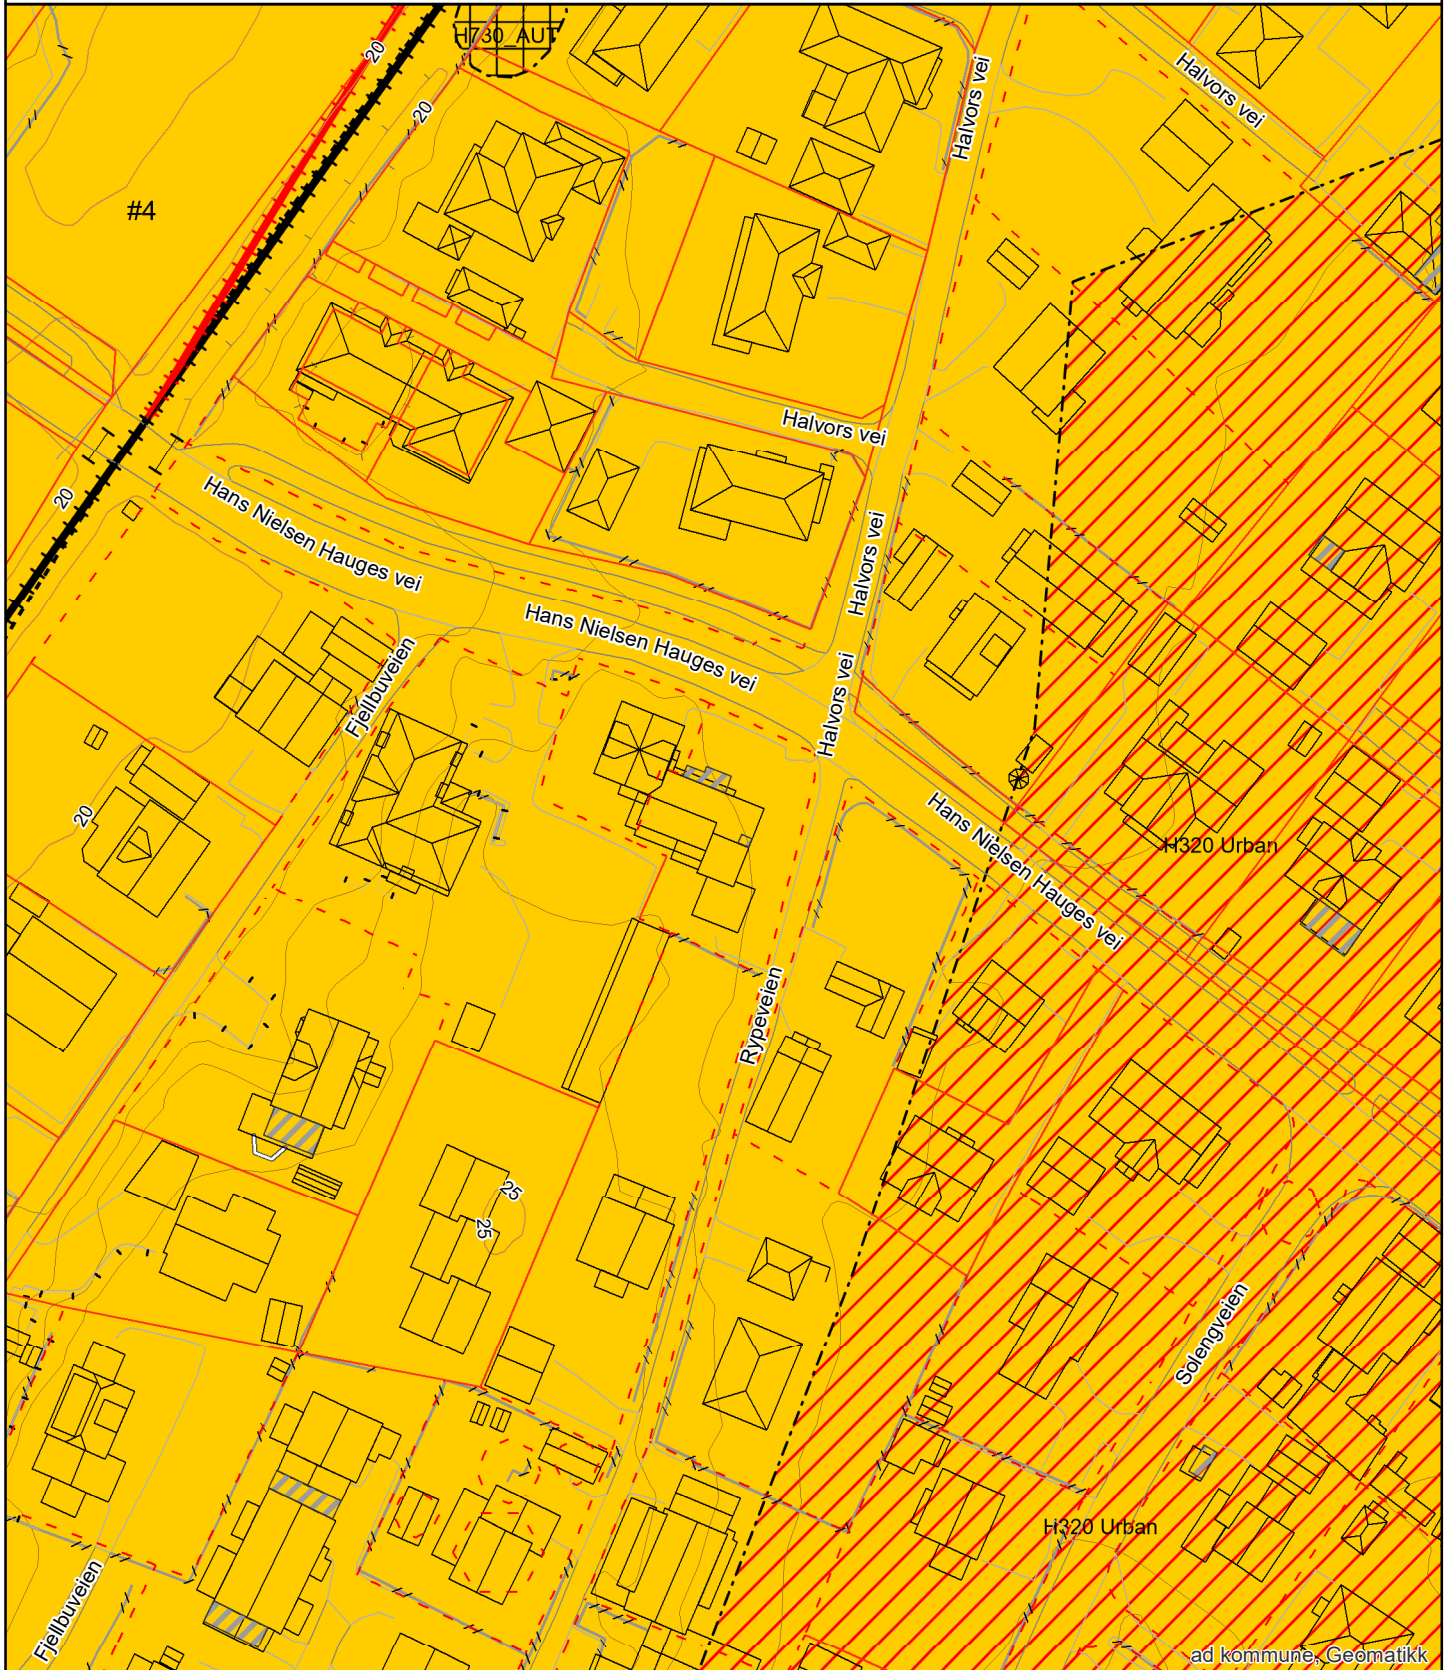 H730_AUT
20
20
Halvors vei
Halvors vei
#4
Halvors vei
20
Hans Nielsen Hauges vei
Halvors vei
Hans Nielsen Hauges vei
Fjellbuveien
Halvors vei
20
Hans Nielsen Hauges vei
H320 Urban
Rypeveien
25
25
Solengveien
H320 Urban
Fjellbuveien
ad kommune, Geomatikk